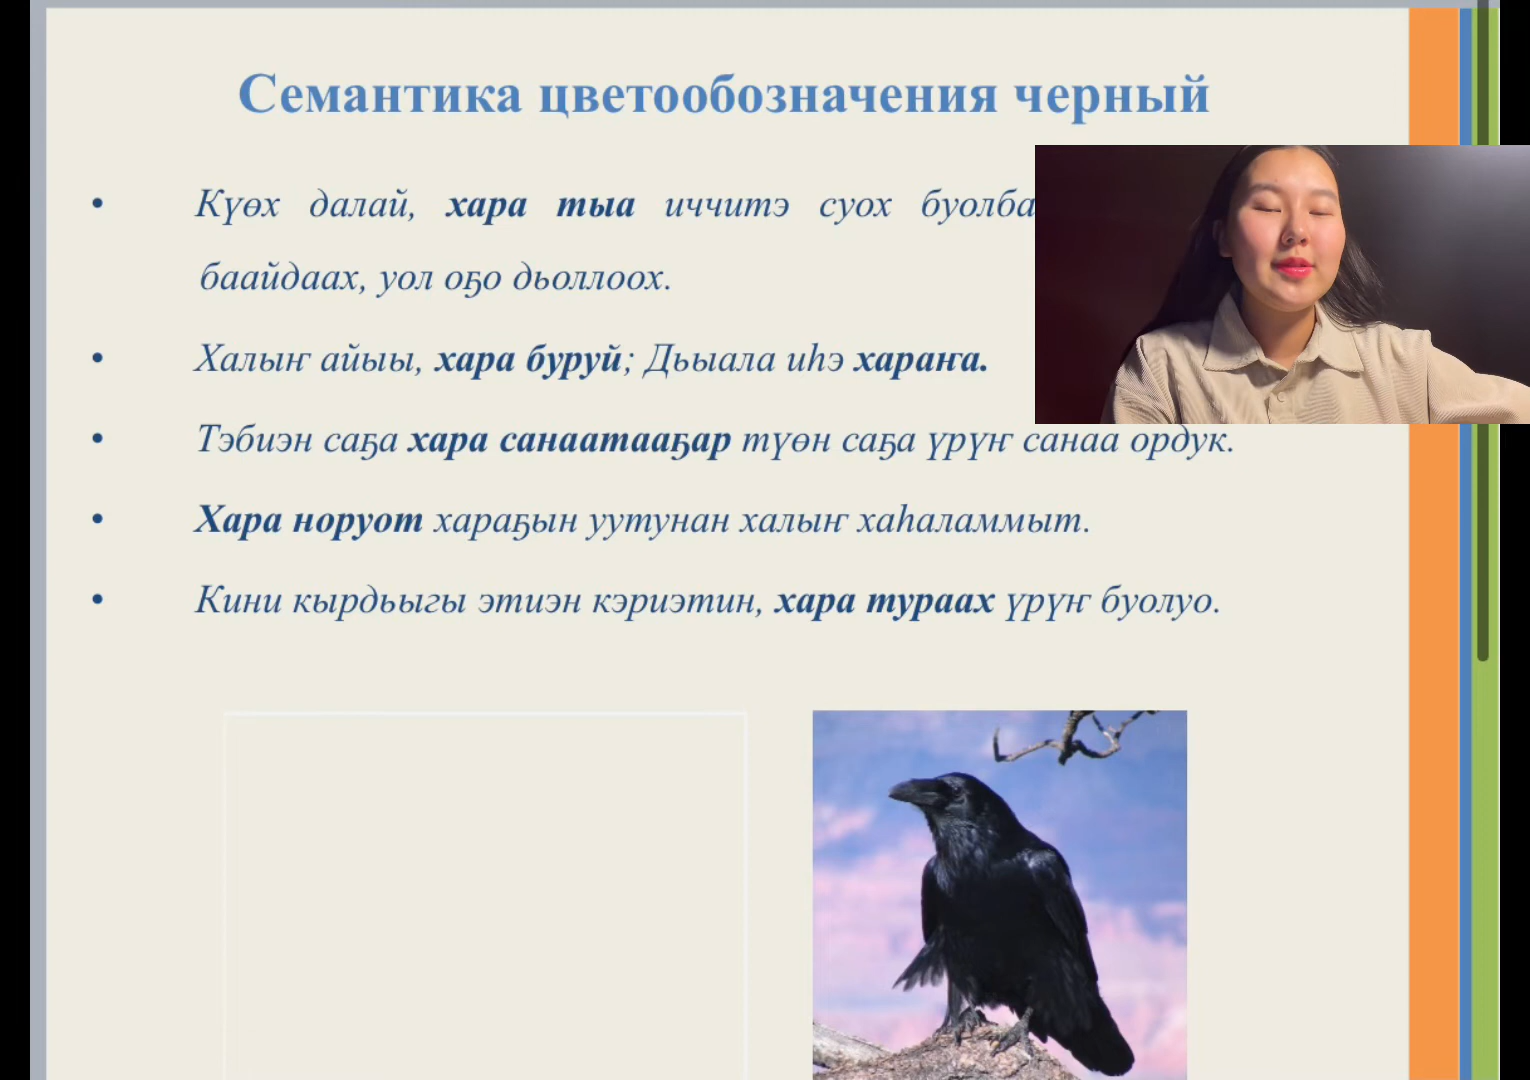 Семантика цветообозначения черный
• Күөх далай, хара тыа иччитэ суох буолба
баайдаах, уол оҕо дьоллоох.
• Халыҥ айыы, хара буруй; Дьыала иһэ хараҥа.
• Тэбиэн саҕа хара санаатааҕар түөн саҕа үрүҥ санаа ордук.
• Хара норуот хараҕын уутунан халыҥ хаһаламмыт.
• Кини кырдьыгы этиэн кэриэтин, хара тураах үрүҥ буолуо.